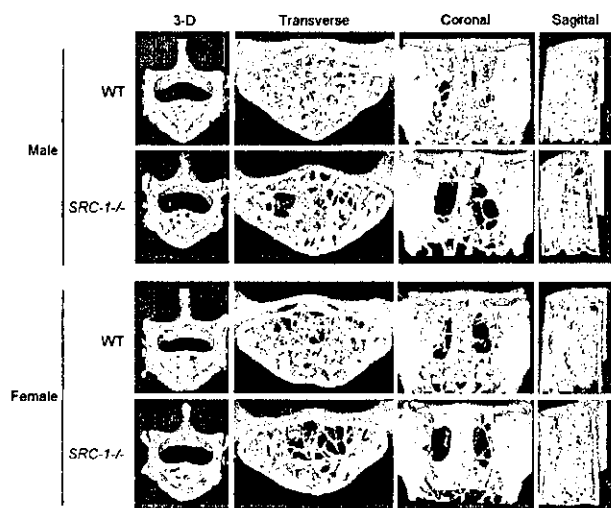 3-D Transverse Coronal Sagittal
WT
Male
SRC-1-/-
WT
Female
SRC-1-/-